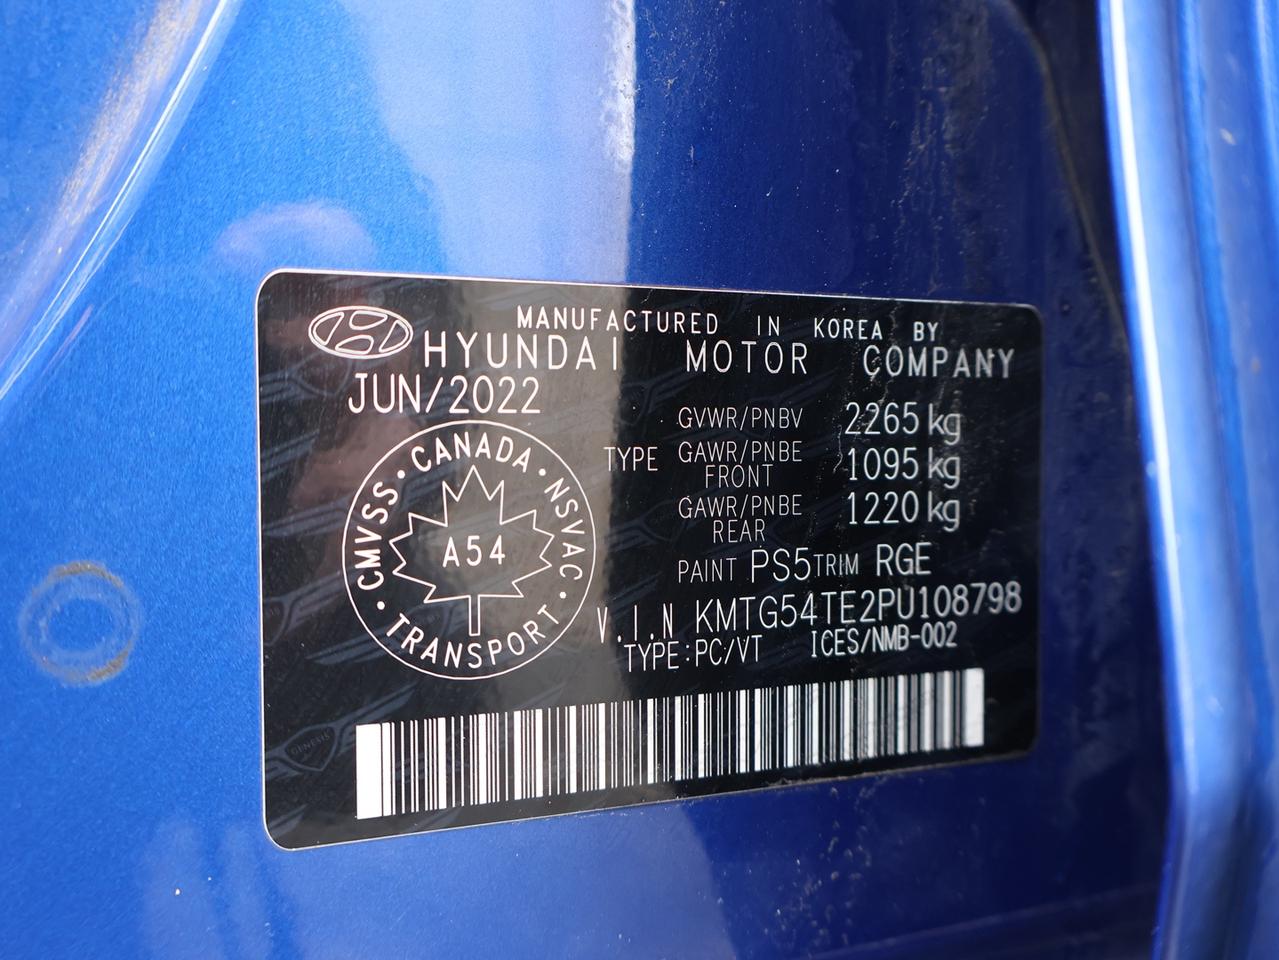 MANUFACTURED IN KOREA BY
HYUNDAI MOTOR COMPANY
JUN/2022
GVWR/PNBV 2265 kg
TYPE GAWR/PNBE FRONT 1095 kg
GAWR/PNBE REAR 1220 kg
PAINT PS5 TRIM RGE
V.I.N KMTG54TE2PU108798
TYPE:PC/VT ICES/NMB-002
CANADA · NSVAC · TRANSPORT · CMVSS ·
A54
GENESIS